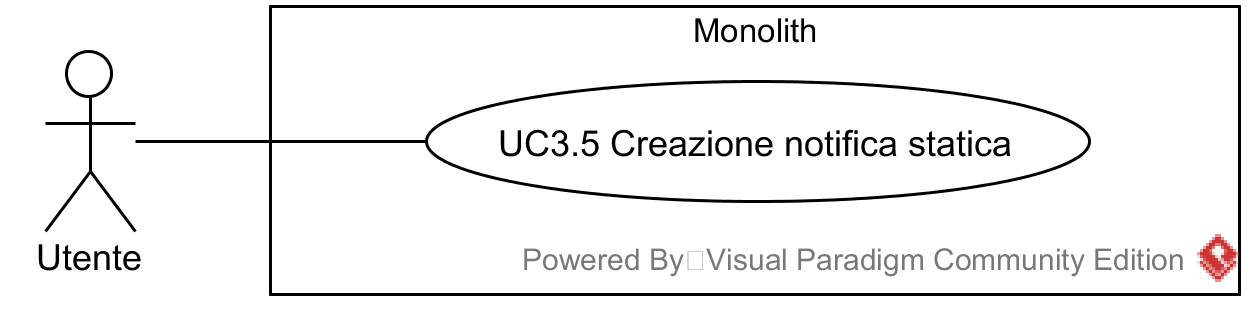 Monolith
UC3.5 Creazione notifica statica
Utente
Powered By Visual Paradigm Community Edition